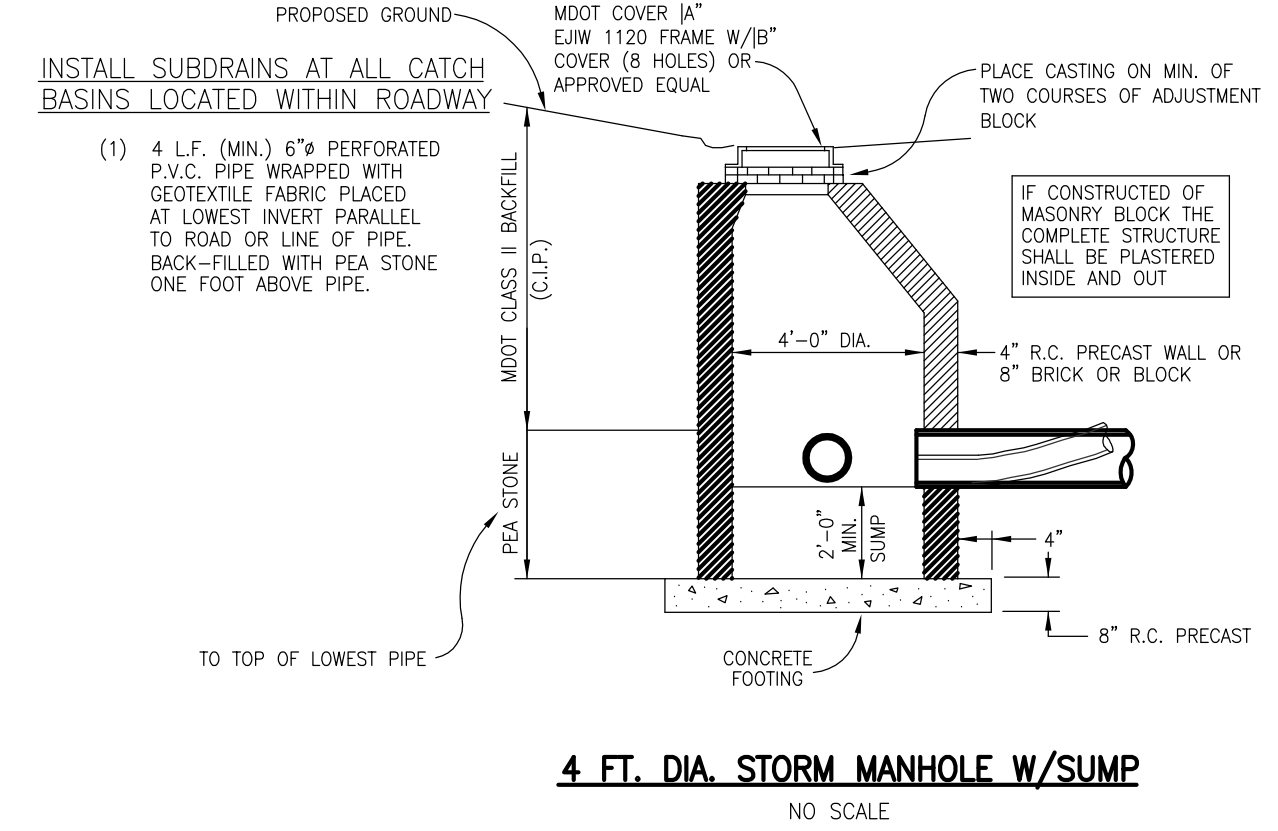 PROPOSED GROUND
MDOT COVER |A"
EJIW 1120 FRAME W/|B"
COVER (8 HOLES) OR
APPROVED EQUAL
INSTALL SUBDRAINS AT ALL CATCH
BASINS LOCATED WITHIN ROADWAY
PLACE CASTING ON MIN. OF
TWO COURSES OF ADJUSTMENT
BLOCK
(1) 4 L.F. (MIN.) 6"ø PERFORATED
P.V.C. PIPE WRAPPED WITH
GEOTEXTILE FABRIC PLACED
AT LOWEST INVERT PARALLEL
TO ROAD OR LINE OF PIPE.
BACK-FILLED WITH PEA STONE
ONE FOOT ABOVE PIPE.
MDOT CLASS II BACKFILL
(C.I.P.)
IF CONSTRUCTED OF
MASONRY BLOCK THE
COMPLETE STRUCTURE
SHALL BE PLASTERED
INSIDE AND OUT
4'-0" DIA.
4" R.C. PRECAST WALL OR
8" BRICK OR BLOCK
PEA STONE
2'-0"
MIN.
SUMP
4"
8" R.C. PRECAST
TO TOP OF LOWEST PIPE
CONCRETE
FOOTING
4 FT. DIA. STORM MANHOLE W/SUMP
NO SCALE